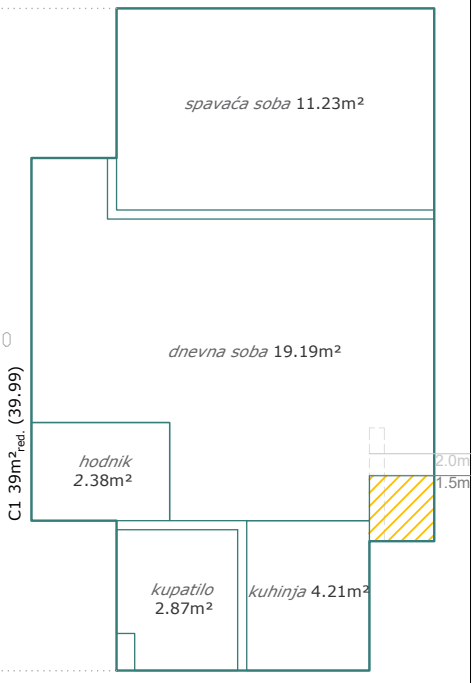 spavaća soba 11.23m²
dnevna soba 19.19m²
C1 39m²red. (39.99)
hodnik
2.38m²
2.0m
1.5m
kupatilo
2.87m²
kuhinja 4.21m²